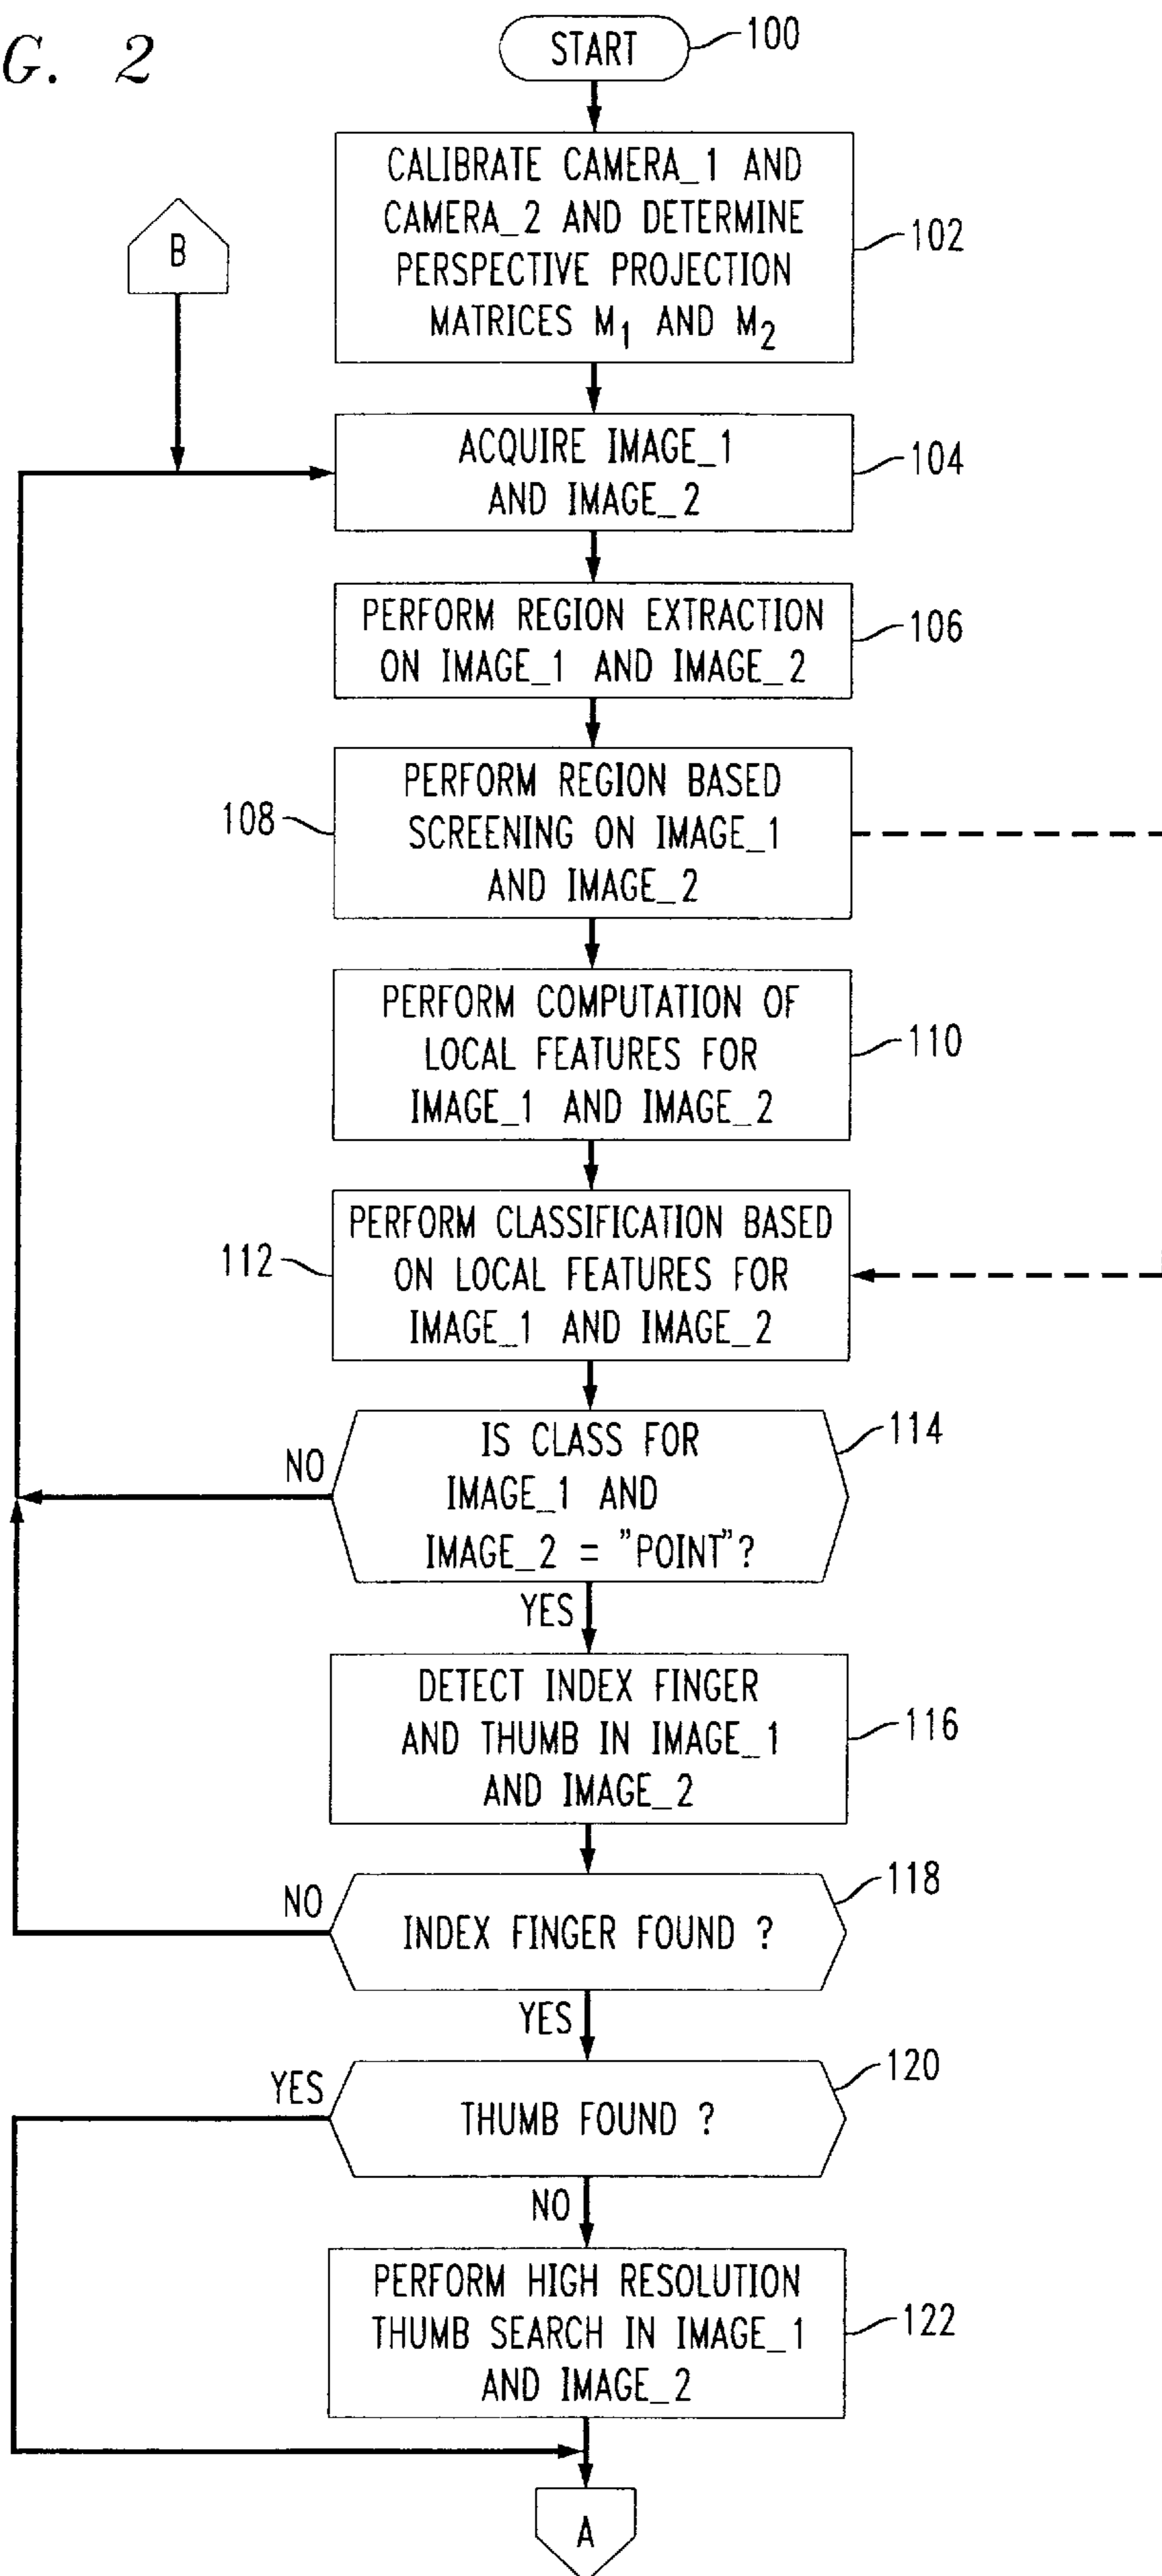 G. 2
START
100
CALIBRATE CAMERA_1 AND
CAMERA_2 AND DETERMINE
PERSPECTIVE PROJECTION
MATRICES M1 AND M2
102
B
ACQUIRE IMAGE_1
AND IMAGE_2
104
PERFORM REGION EXTRACTION
ON IMAGE_1 AND IMAGE_2
106
PERFORM REGION BASED
SCREENING ON IMAGE_1
AND IMAGE_2
108
PERFORM COMPUTATION OF
LOCAL FEATURES FOR
IMAGE_1 AND IMAGE_2
110
PERFORM CLASSIFICATION BASED
ON LOCAL FEATURES FOR
IMAGE_1 AND IMAGE_2
112
IS CLASS FOR
IMAGE_1 AND
IMAGE_2 = "POINT"?
114
NO
YES
DETECT INDEX FINGER
AND THUMB IN IMAGE_1
AND IMAGE_2
116
INDEX FINGER FOUND ?
118
NO
YES
THUMB FOUND ?
120
YES
NO
PERFORM HIGH RESOLUTION
THUMB SEARCH IN IMAGE_1
AND IMAGE_2
122
A